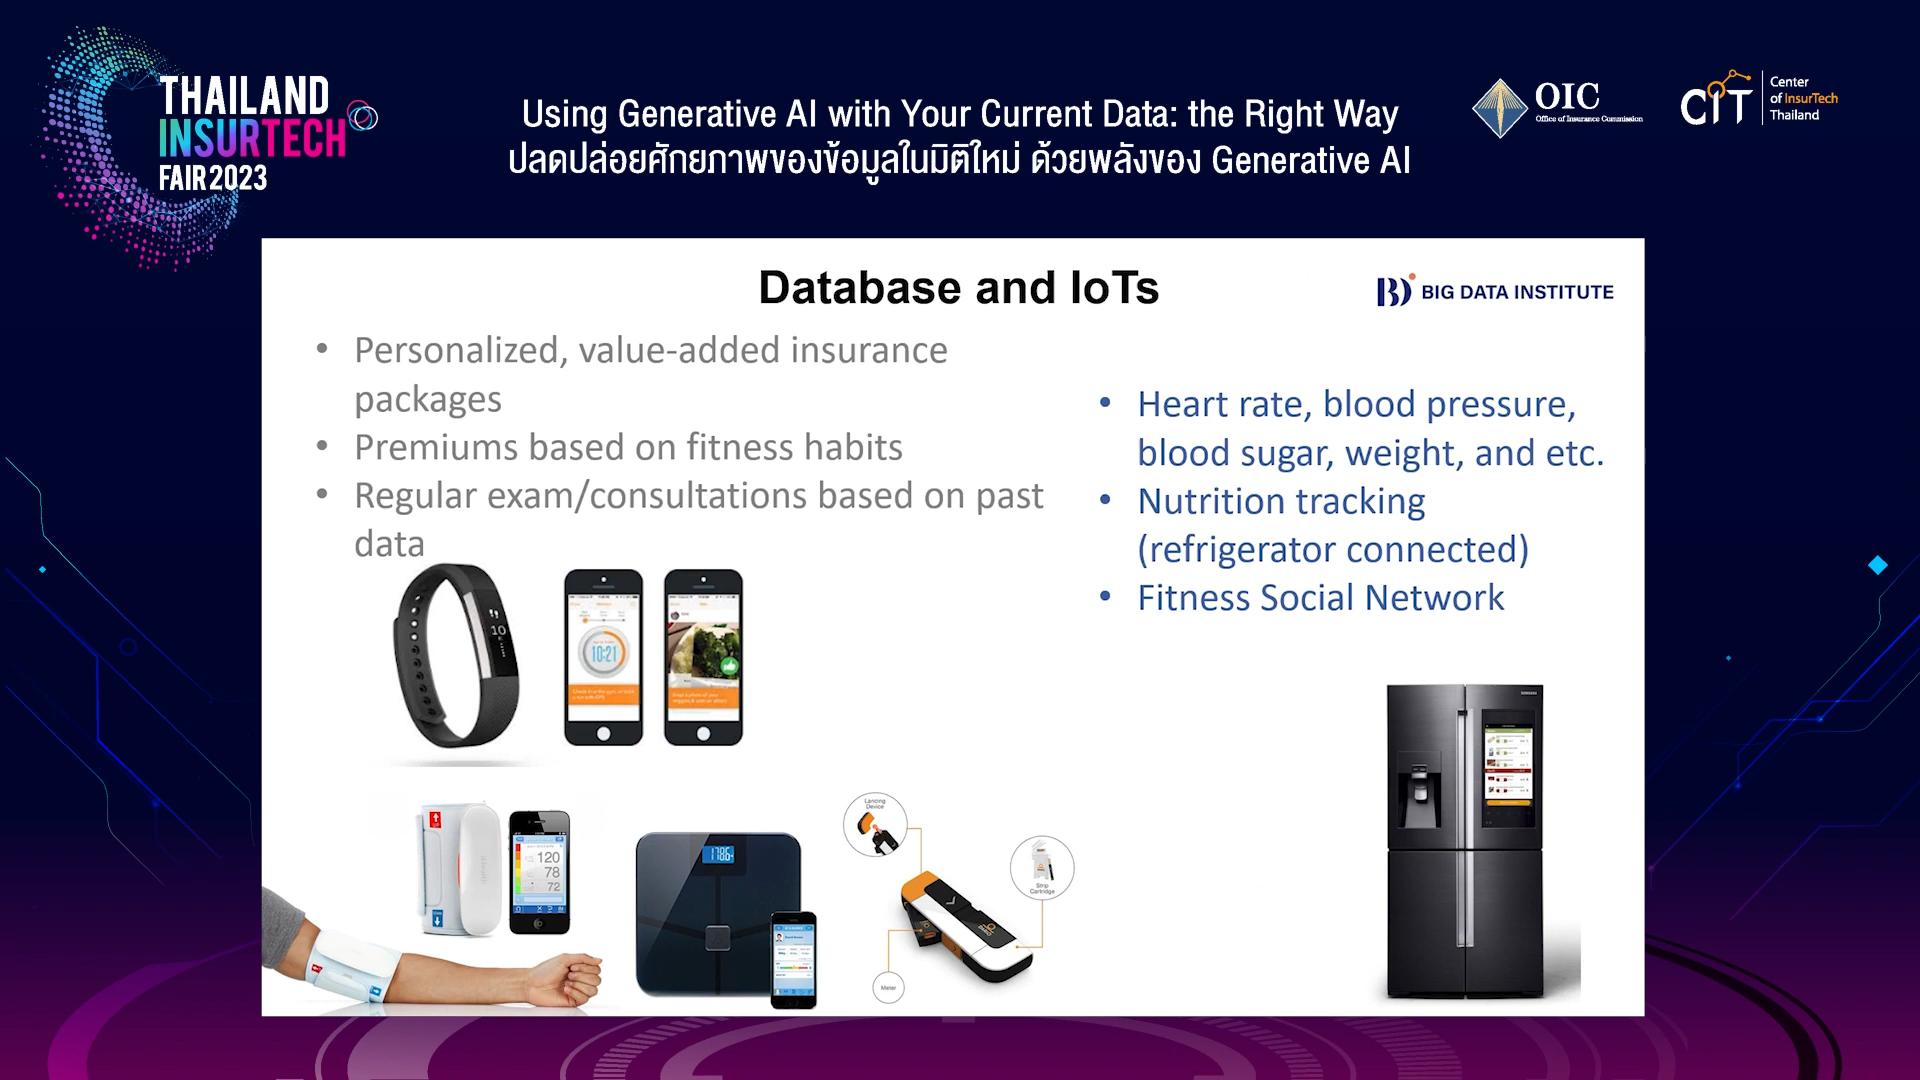 THAILAND
INSURTECH
FAIR 2023
Using Generative AI with Your Current Data: the Right Way
ปลดปล่อยศักยภาพของข้อมูลในมิติใหม่ ด้วยพลังของ Generative AI
OIC
Office of Insurance Commission
CIT
Center
of InsurTech
Thailand
Database and IoTs
BIG DATA INSTITUTE
• Personalized, value-added insurance
packages
• Premiums based on fitness habits
• Regular exam/consultations based on past
data
• Heart rate, blood pressure,
blood sugar, weight, and etc.
• Nutrition tracking
(refrigerator connected)
• Fitness Social Network
10
10:21
120
78
72
178.6
Lancing
Device
Strip
Cartridge
Meter
SAMSUNG